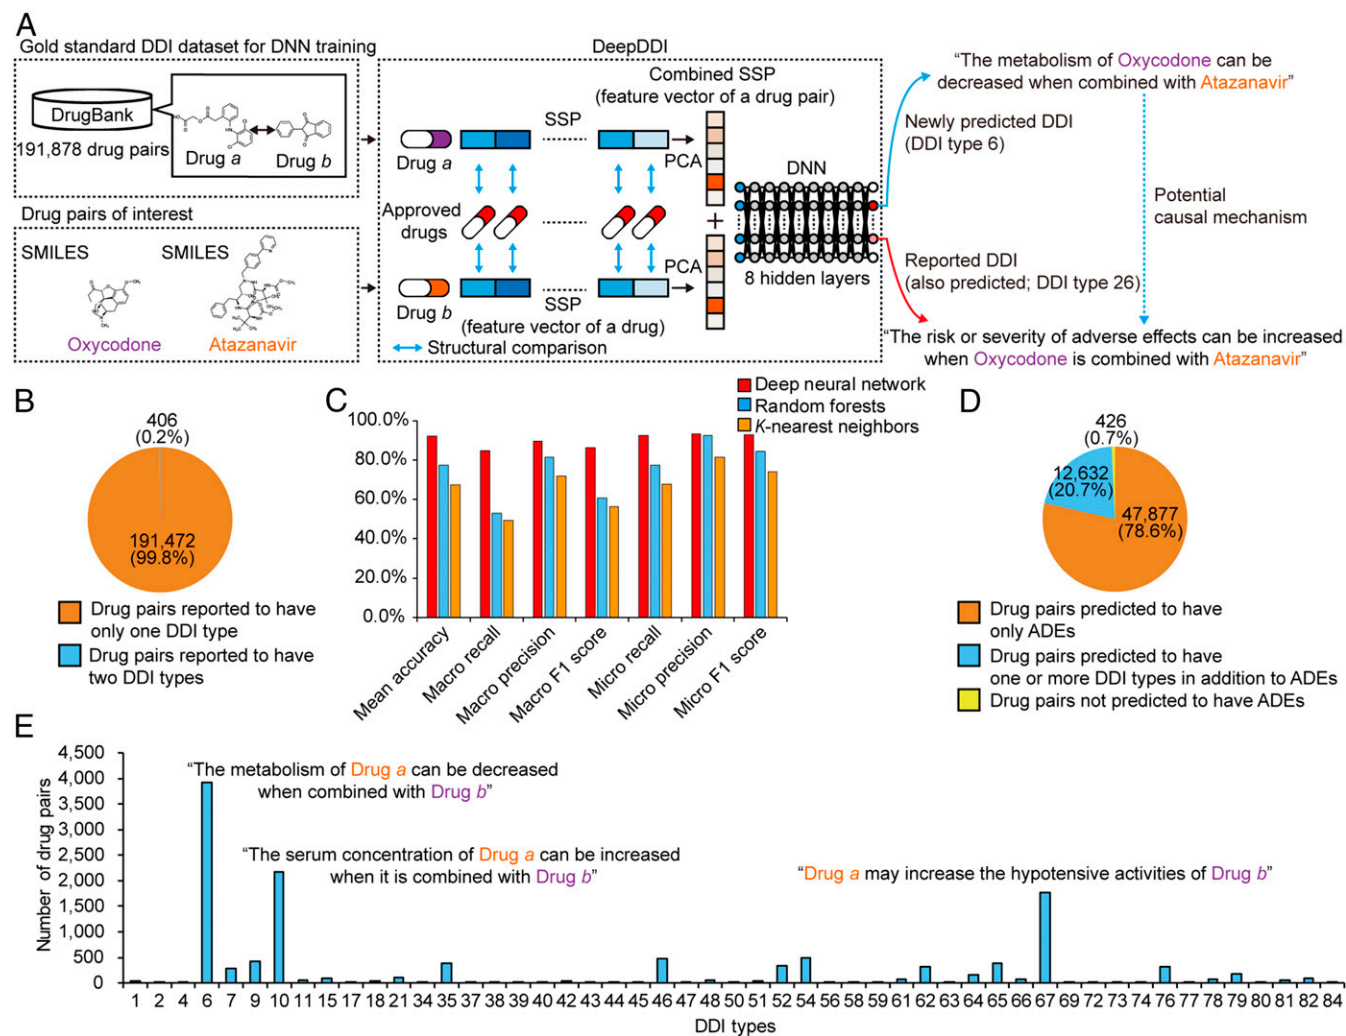 A
Gold standard DDI dataset for DNN training
DrugBank
191,878 drug pairs
Drug a
Drug b
Drug pairs of interest
SMILES
SMILES
Oxycodone
Atazanavir
DeepDDI
Combined SSP
(feature vector of a drug pair)
SSP
Drug a
PCA
DNN
Approved
drugs
+
PCA
8 hidden layers
Drug b
SSP
(feature vector of a drug)
Structural comparison
“The metabolism of Oxycodone can be
decreased when combined with Atazanavir”
Newly predicted DDI
(DDI type 6)
Potential
causal mechanism
Reported DDI
(also predicted; DDI type 26)
“The risk or severity of adverse effects can be increased
when Oxycodone is combined with Atazanavir”
B
406
(0.2%)
191,472
(99.8%)
Drug pairs reported to have
only one DDI type
Drug pairs reported to have
two DDI types
C
Deep neural network
Random forests
K-nearest neighbors
100.0%
80.0%
60.0%
40.0%
20.0%
0.0%
Mean accuracy
Macro recall
Macro precision
Macro F1 score
Micro recall
Micro precision
Micro F1 score
D
426
(0.7%)
12,632
(20.7%)
47,877
(78.6%)
Drug pairs predicted to have
only ADEs
Drug pairs predicted to have
one or more DDI types in addition to ADEs
Drug pairs not predicted to have ADEs
E
Number of drug pairs
4,500
4,000
3,500
3,000
2,500
2,000
1,500
1,000
500
0
“The metabolism of Drug a can be decreased
when combined with Drug b”
“The serum concentration of Drug a can be increased
when it is combined with Drug b”
“Drug a may increase the hypotensive activities of Drug b”
1 2 4 6 7 9 10 11 15 17 18 21 34 35 37 38 39 40 42 43 44 45 46 47 48 50 51 52 54 56 58 59 61 62 63 64 65 66 67 69 72 73 74 76 77 78 79 80 81 82 84
DDI types